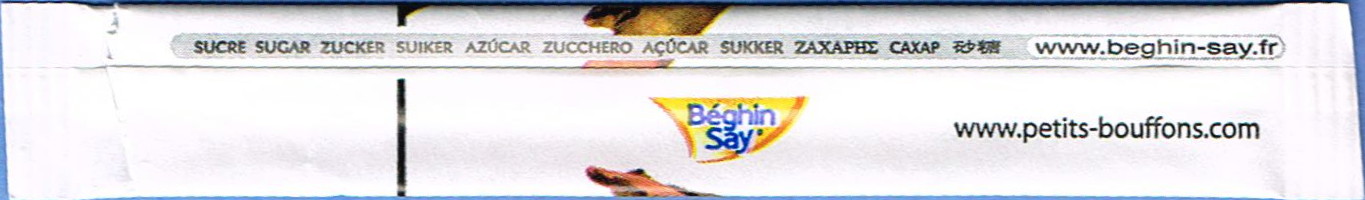 SUCRE SUGAR ZUCKER SUIKER AZÚCAR ZUCCHERO AÇÚCAR SUKKER ΖΑΧΑΡΗΣ САХАР 砂糖 www.beghin-say.fr
Béghin
Say
www.petits-bouffons.com